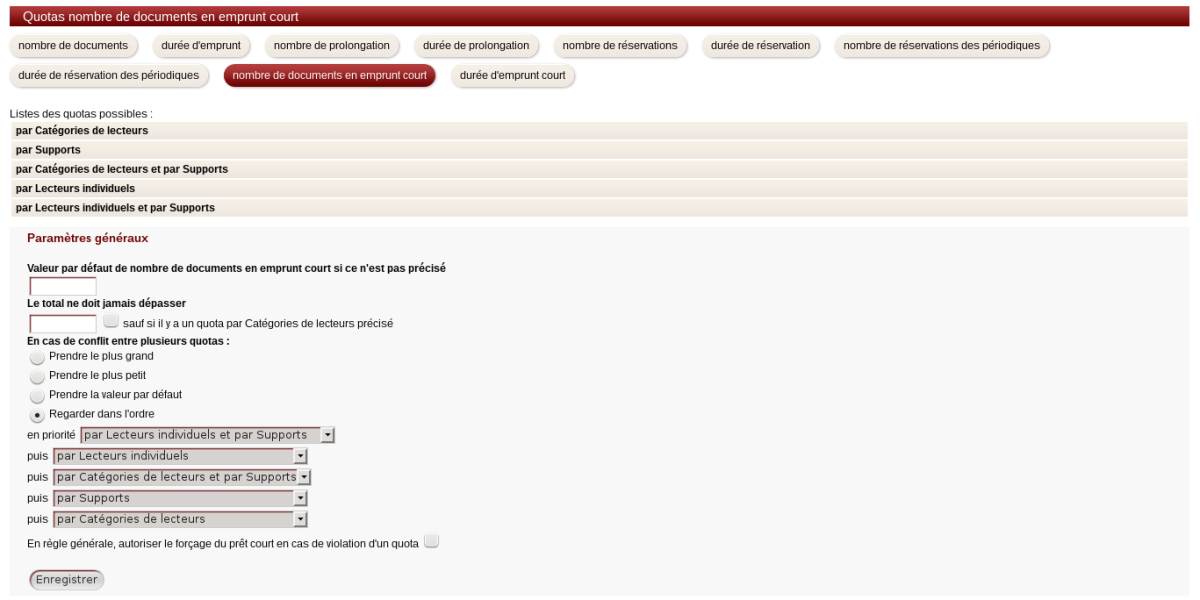 Quotas nombre de documents en emprunt court
nombre de documents durée d'emprunt nombre de prolongation durée de prolongation nombre de réservations durée de réservation nombre de réservations des périodiques
durée de réservation des périodiques nombre de documents en emprunt court durée d'emprunt court
Listes des quotas possibles :
par Catégories de lecteurs
par Supports
par Catégories de lecteurs et par Supports
par Lecteurs individuels
par Lecteurs individuels et par Supports
Paramètres généraux
Valeur par défaut de nombre de documents en emprunt court si ce n'est pas précisé
Le total ne doit jamais dépasser
sauf si il y a un quota par Catégories de lecteurs précisé
En cas de conflit entre plusieurs quotas :
Prendre le plus grand
Prendre le plus petit
Prendre la valeur par défaut
Regarder dans l'ordre
en priorité par Lecteurs individuels et par Supports
puis par Lecteurs individuels
puis par Catégories de lecteurs et par Supports
puis par Supports
puis par Catégories de lecteurs
En règle générale, autoriser le forçage du prêt court en cas de violation d'un quota
Enregistrer